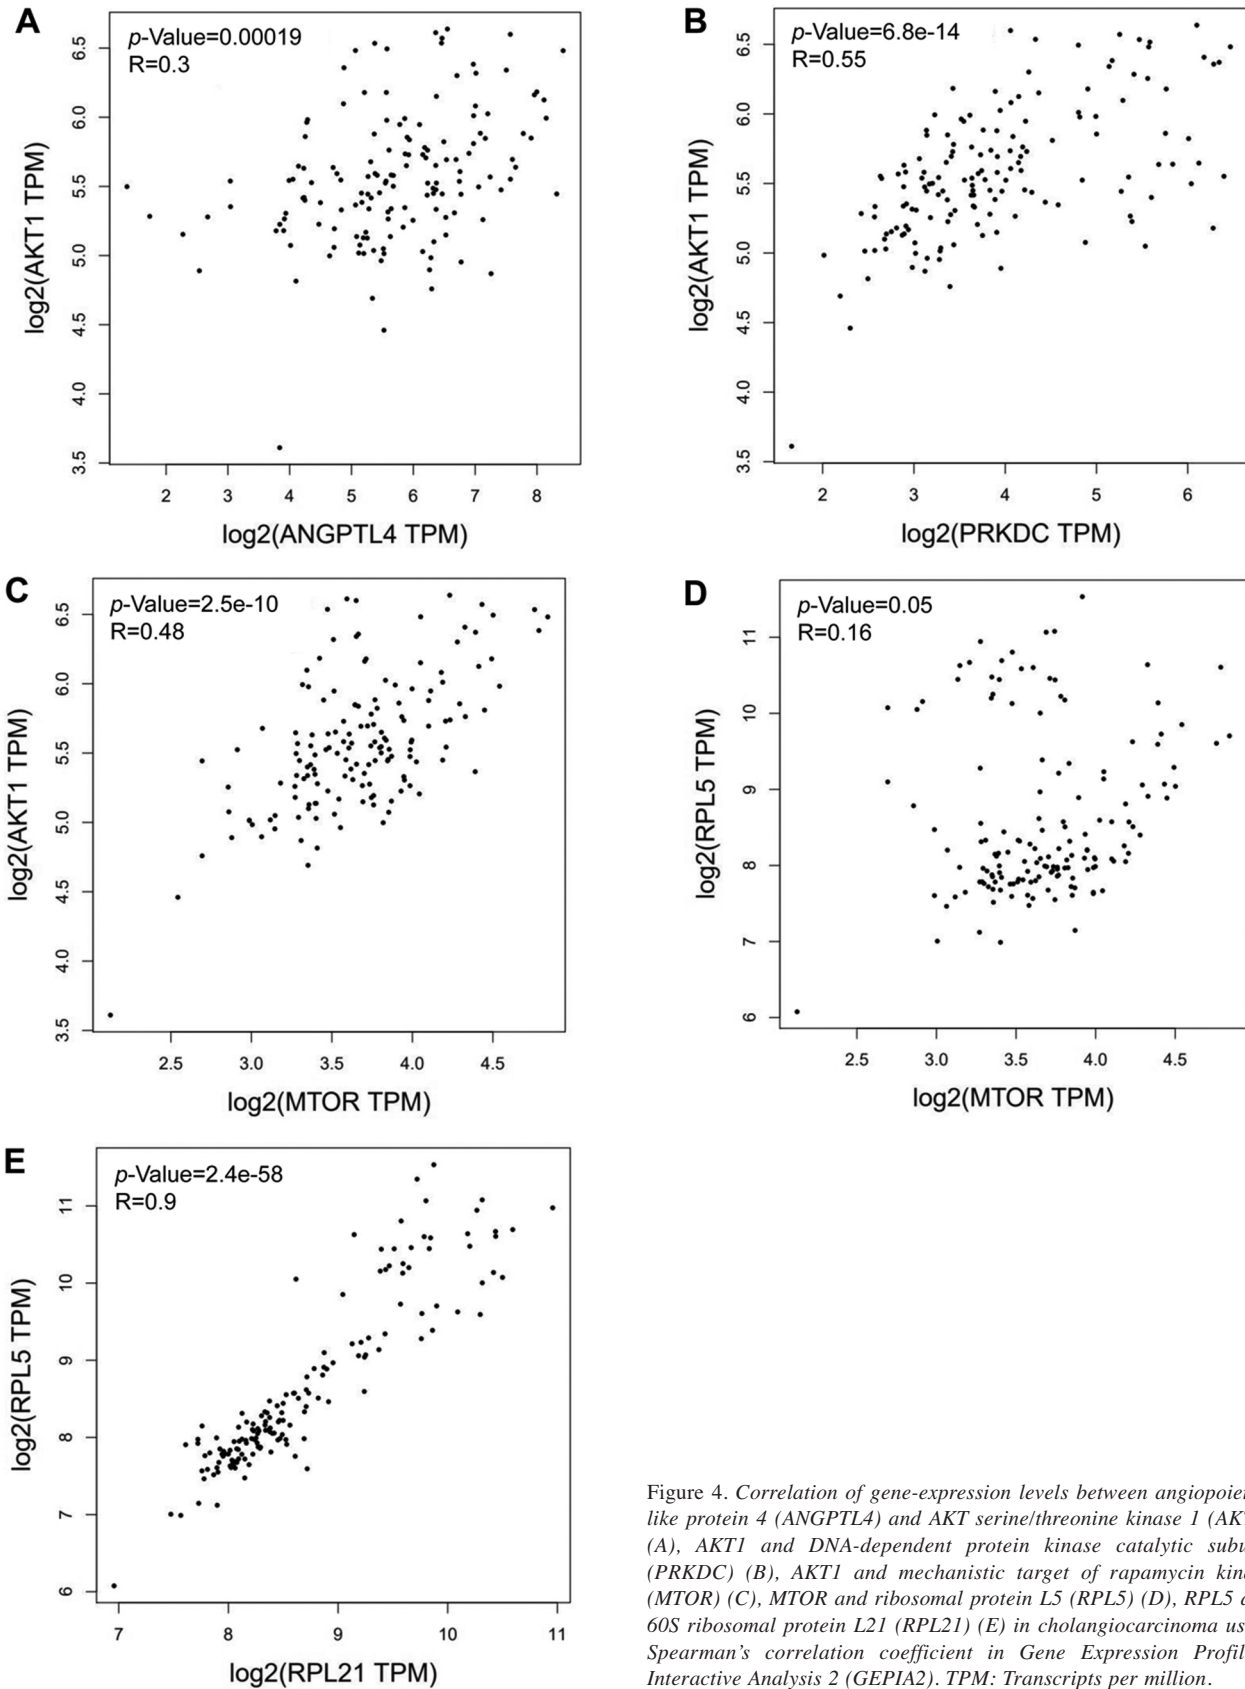 A
p-Value=0.00019
R=0.3
log2(AKT1 TPM)
6.5
6.0
5.5
5.0
4.5
4.0
3.5
2 3 4 5 6 7 8
log2(ANGPTL4 TPM)
B
p-Value=6.8e-14
R=0.55
log2(AKT1 TPM)
6.5
6.0
5.5
5.0
4.5
4.0
3.5
2 3 4 5 6
log2(PRKDC TPM)
C
p-Value=2.5e-10
R=0.48
log2(AKT1 TPM)
6.5
6.0
5.5
5.0
4.5
4.0
3.5
2.5 3.0 3.5 4.0 4.5
log2(MTOR TPM)
D
p-Value=0.05
R=0.16
log2(RPL5 TPM)
11
10
9
8
7
6
2.5 3.0 3.5 4.0 4.5
log2(MTOR TPM)
E
p-Value=2.4e-58
R=0.9
log2(RPL5 TPM)
11
10
9
8
7
6
7 8 9 10 11
log2(RPL21 TPM)
Figure 4. Correlation of gene-expression levels between
like protein 4 (ANGPTL4) and AKT serine/threonine kinase 1
(A), AKT1 and DNA-dependent protein kinase catalytic
(PRKDC) (B), AKT1 and mechanistic target of rapamycin
(MTOR) (C), MTOR and ribosomal protein L5 (RPL5) (D), RPL5
60S ribosomal protein L21 (RPL21) (E) in cholangiocarcinoma
Spearman's correlation coefficient in Gene Expression
Interactive Analysis 2 (GEPIA2). TPM: Transcripts per million.